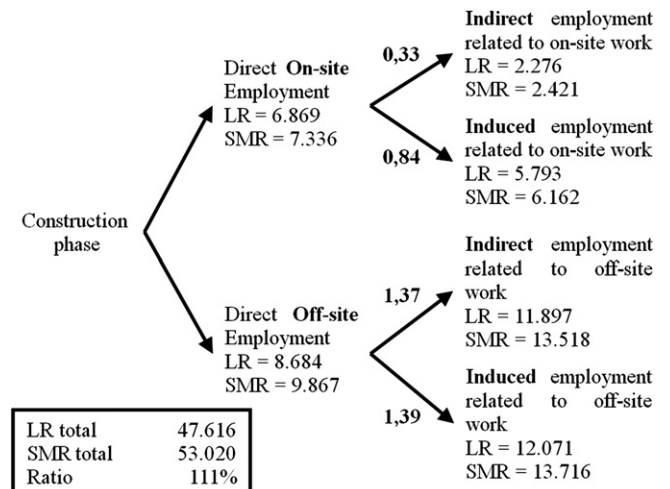 Construction
phase
Direct On-site
Employment
LR = 6.869
SMR = 7.336
0,33
Indirect employment
related to on-site work
LR = 2.276
SMR = 2.421
0,84
Induced employment
related to on-site work
LR = 5.793
SMR = 6.162
Direct Off-site
Employment
LR = 8.684
SMR = 9.867
1,37
Indirect employment
related to off-site
work
LR = 11.897
SMR = 13.518
1,39
Induced employment
related to off-site
work
LR = 12.071
SMR = 13.716
LR total 47.616
SMR total 53.020
Ratio 111%